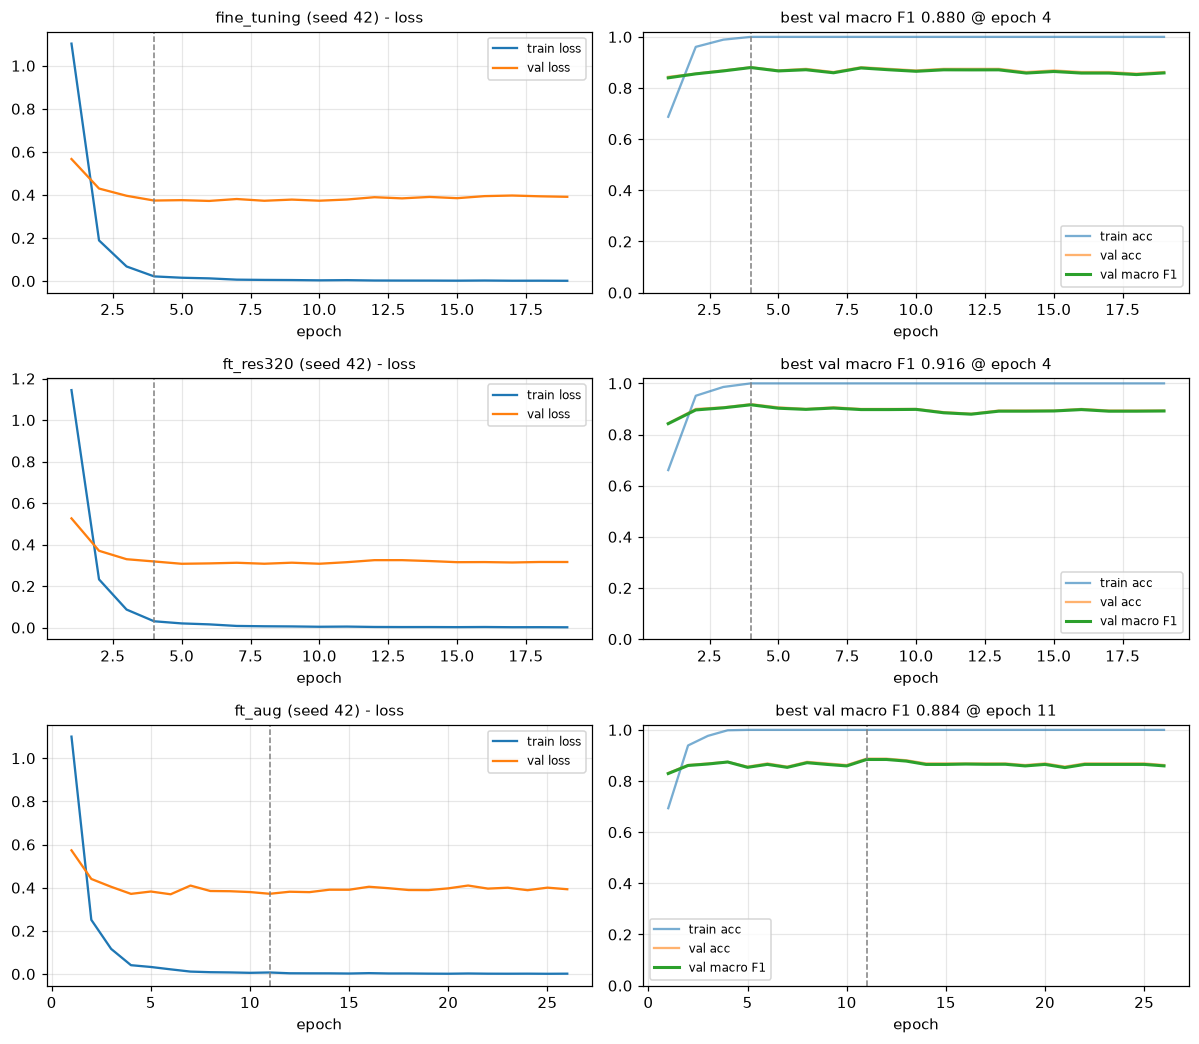 fine_tuning (seed 42) - loss
1.0
0.8
0.6
0.4
0.2
0.0
train loss
val loss
2.5 5.0 7.5 10.0 12.5 15.0 17.5
epoch
best val macro F1 0.880 @ epoch 4
1.0
0.8
0.6
0.4
0.2
0.0
train acc
val acc
val macro F1
2.5 5.0 7.5 10.0 12.5 15.0 17.5
epoch
ft_res320 (seed 42) - loss
1.2
1.0
0.8
0.6
0.4
0.2
0.0
train loss
val loss
2.5 5.0 7.5 10.0 12.5 15.0 17.5
epoch
best val macro F1 0.916 @ epoch 4
1.0
0.8
0.6
0.4
0.2
0.0
train acc
val acc
val macro F1
2.5 5.0 7.5 10.0 12.5 15.0 17.5
epoch
ft_aug (seed 42) - loss
1.0
0.8
0.6
0.4
0.2
0.0
train loss
val loss
0 5 10 15 20 25
epoch
best val macro F1 0.884 @ epoch 11
1.0
0.8
0.6
0.4
0.2
0.0
train acc
val acc
val macro F1
0 5 10 15 20 25
epoch